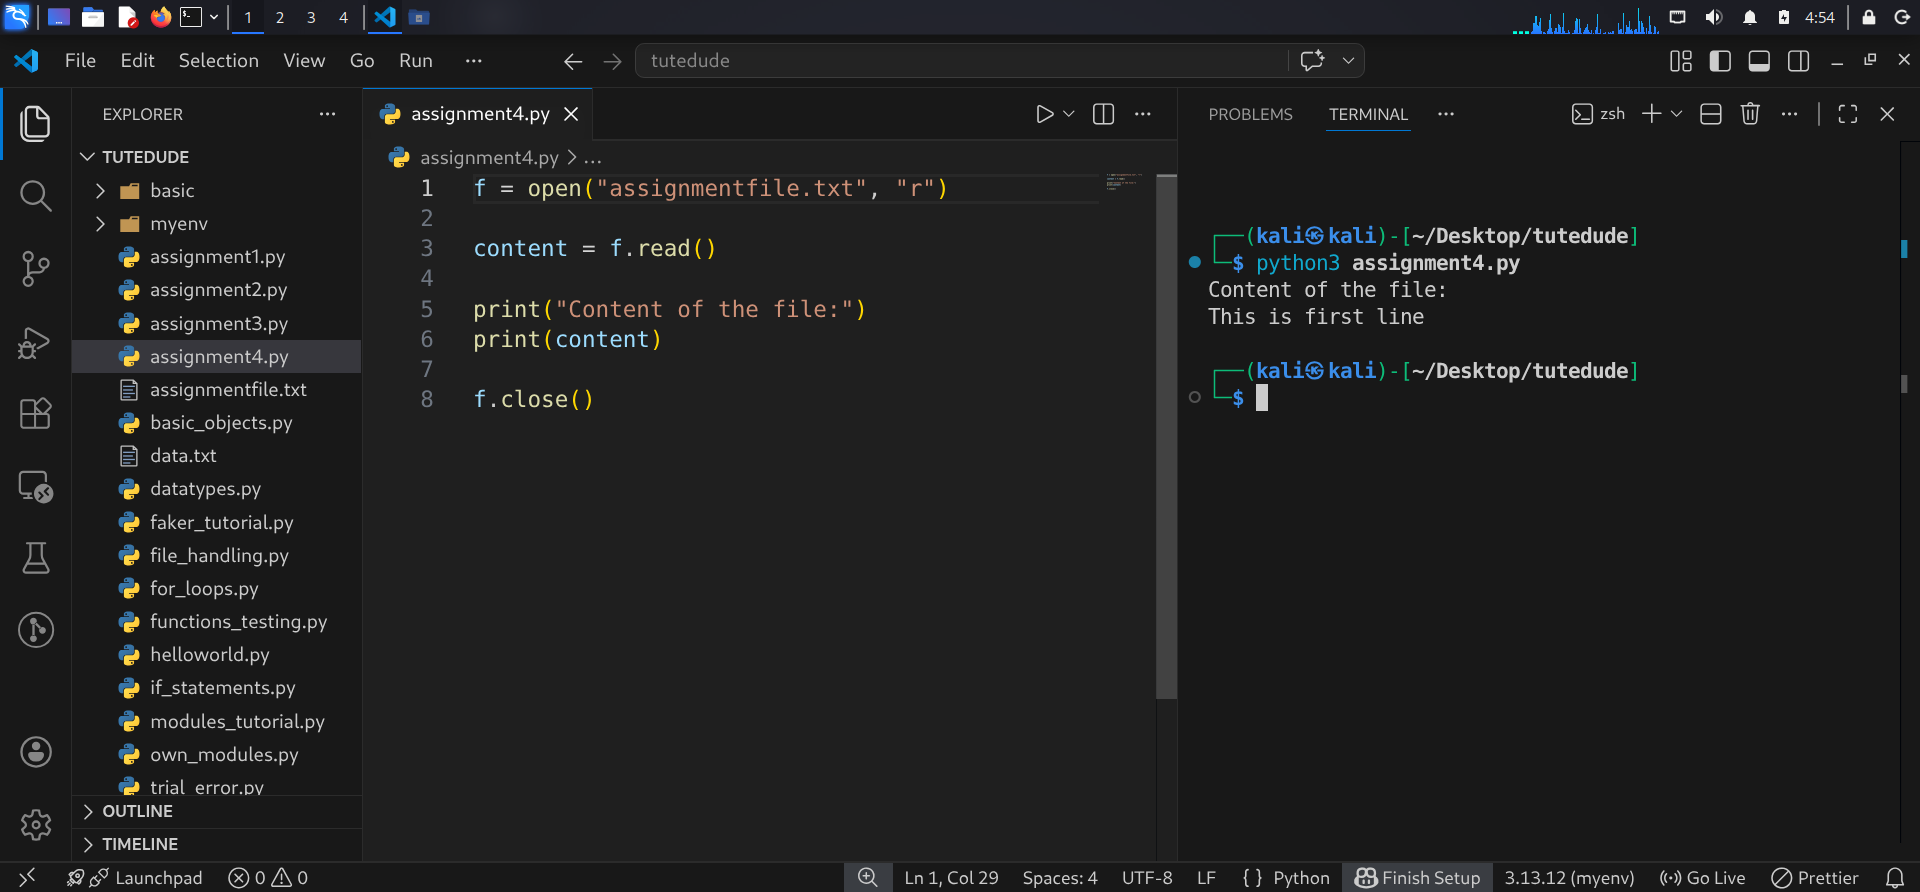 1 2 3 4
4:54
File Edit Selection View Go Run ···
tutedude
EXPLORER ···
TUTEDUDE
basic
myenv
assignment1.py
assignment2.py
assignment3.py
assignment4.py
assignmentfile.txt
basic_objects.py
data.txt
datatypes.py
faker_tutorial.py
file_handling.py
for_loops.py
functions_testing.py
helloworld.py
if_statements.py
modules_tutorial.py
own_modules.py
trial_error.py
OUTLINE
TIMELINE
assignment4.py
assignment4.py > ...
1 f = open("assignmentfile.txt", "r")
2
3 content = f.read()
4
5 print("Content of the file:")
6 print(content)
7
8 f.close()
PROBLEMS TERMINAL ··· zsh
┌──(kali㉿kali)-[~/Desktop/tutedude]
└─$ python3 assignment4.py
Content of the file:
This is first line
┌──(kali㉿kali)-[~/Desktop/tutedude]
└─$
Launchpad 0 0 Ln 1, Col 29 Spaces: 4 UTF-8 LF { } Python Finish Setup 3.13.12 (myenv) Go Live Prettier